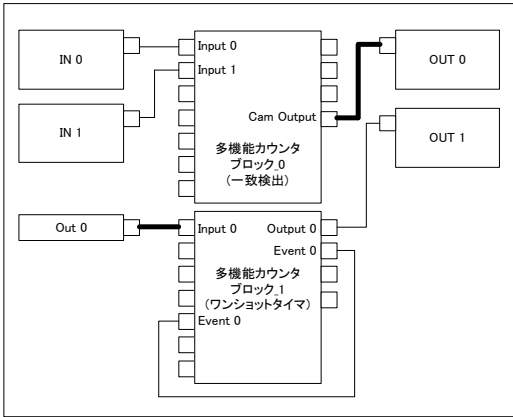 IN 0
Input 0
OUT 0
Input 1
IN 1
Cam Output
OUT 1
多機能カウンタ
ブロック_0
(一致検出)
Out 0
Input 0
Output 0
Event 0
多機能カウンタ
ブロック_1
(ワンショットタイマ)
Event 0